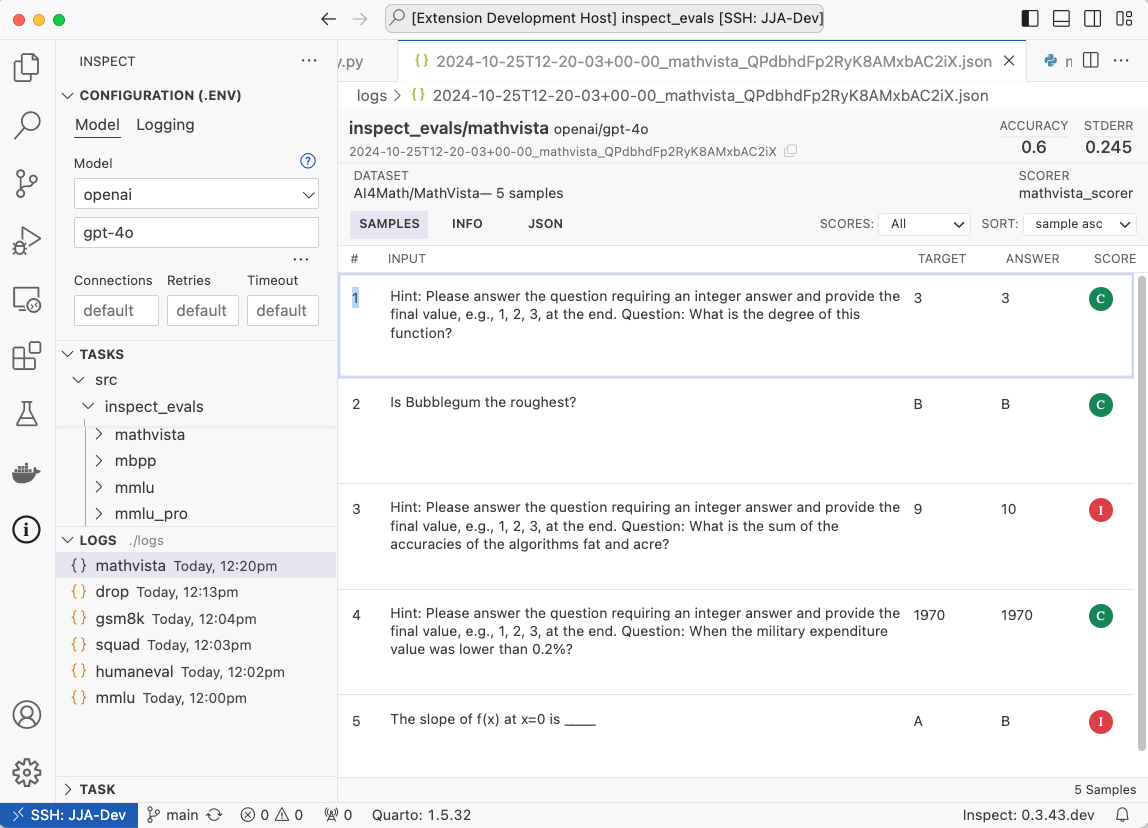 [Extension Development Host] inspect_evals [SSH: JJA-Dev]
INSPECT
CONFIGURATION (.ENV)
Model Logging
Model
openai
gpt-4o
Connections Retries Timeout
default default default
TASKS
src
inspect_evals
mathvista
mbpp
mmlu
mmlu_pro
LOGS ./logs
mathvista Today, 12:20pm
drop Today, 12:13pm
gsm8k Today, 12:04pm
squad Today, 12:03pm
humaneval Today, 12:02pm
mmlu Today, 12:00pm
TASK
.py {} 2024-10-25T12-20-03+00-00_mathvista_QPdbhdFp2RyK8AMxbAC2iX.json
logs > {} 2024-10-25T12-20-03+00-00_mathvista_QPdbhdFp2RyK8AMxbAC2iX.json
inspect_evals/mathvista openai/gpt-4o
2024-10-25T12-20-03+00-00_mathvista_QPdbhdFp2RyK8AMxbAC2iX
ACCURACY STDERR
0.6 0.245
DATASET
AI4Math/MathVista— 5 samples
SCORER
mathvista_scorer
SAMPLES INFO JSON
SCORES: All SORT: sample asc
# INPUT TARGET ANSWER SCORE
1 Hint: Please answer the question requiring an integer answer and provide the 3 3 C
final value, e.g., 1, 2, 3, at the end. Question: What is the degree of this
function?
2 Is Bubblegum the roughest? B B C
3 Hint: Please answer the question requiring an integer answer and provide the 9 10 I
final value, e.g., 1, 2, 3, at the end. Question: What is the sum of the
accuracies of the algorithms fat and acre?
4 Hint: Please answer the question requiring an integer answer and provide the 1970 1970 C
final value, e.g., 1, 2, 3, at the end. Question: When the military expenditure
value was lower than 0.2%?
5 The slope of f(x) at x=0 is _____ A B I
5 Samples
SSH: JJA-Dev main 0 0 0 Quarto: 1.5.32 Inspect: 0.3.43.dev